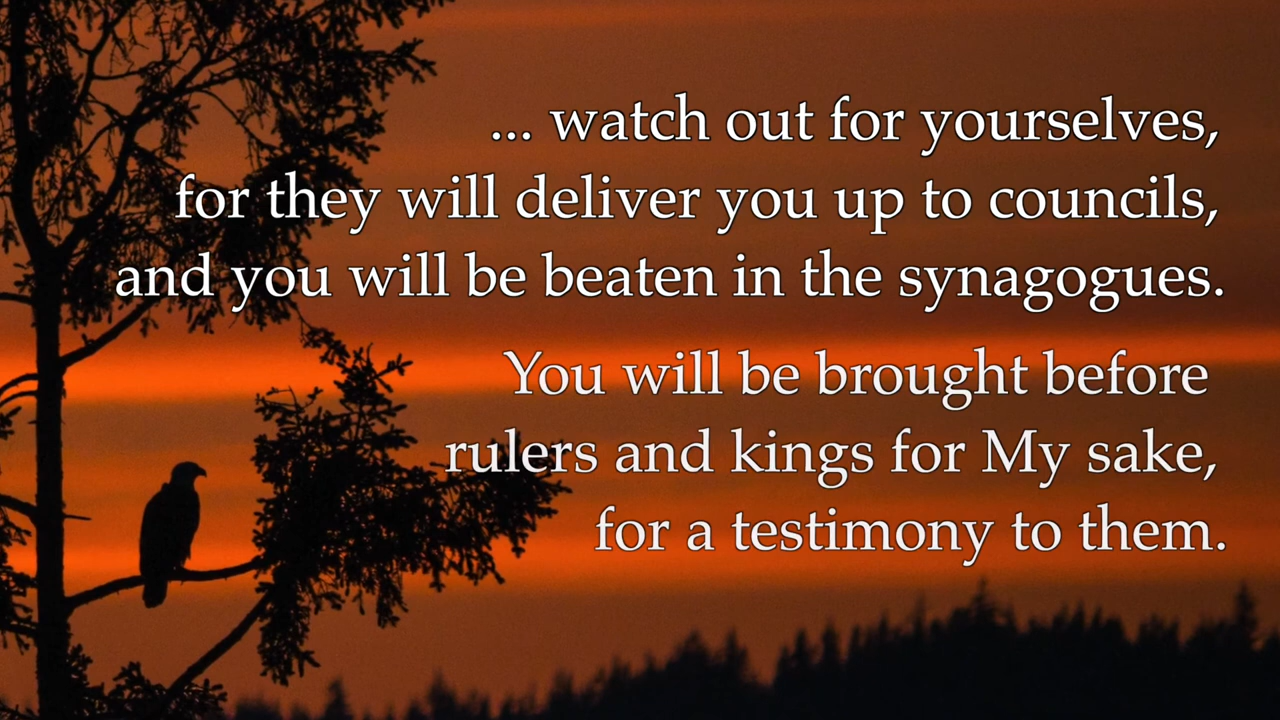 ... watch out for yourselves,
for they will deliver you up to councils,
and you will be beaten in the synagogues.
You will be brought before
rulers and kings for My sake,
for a testimony to them.